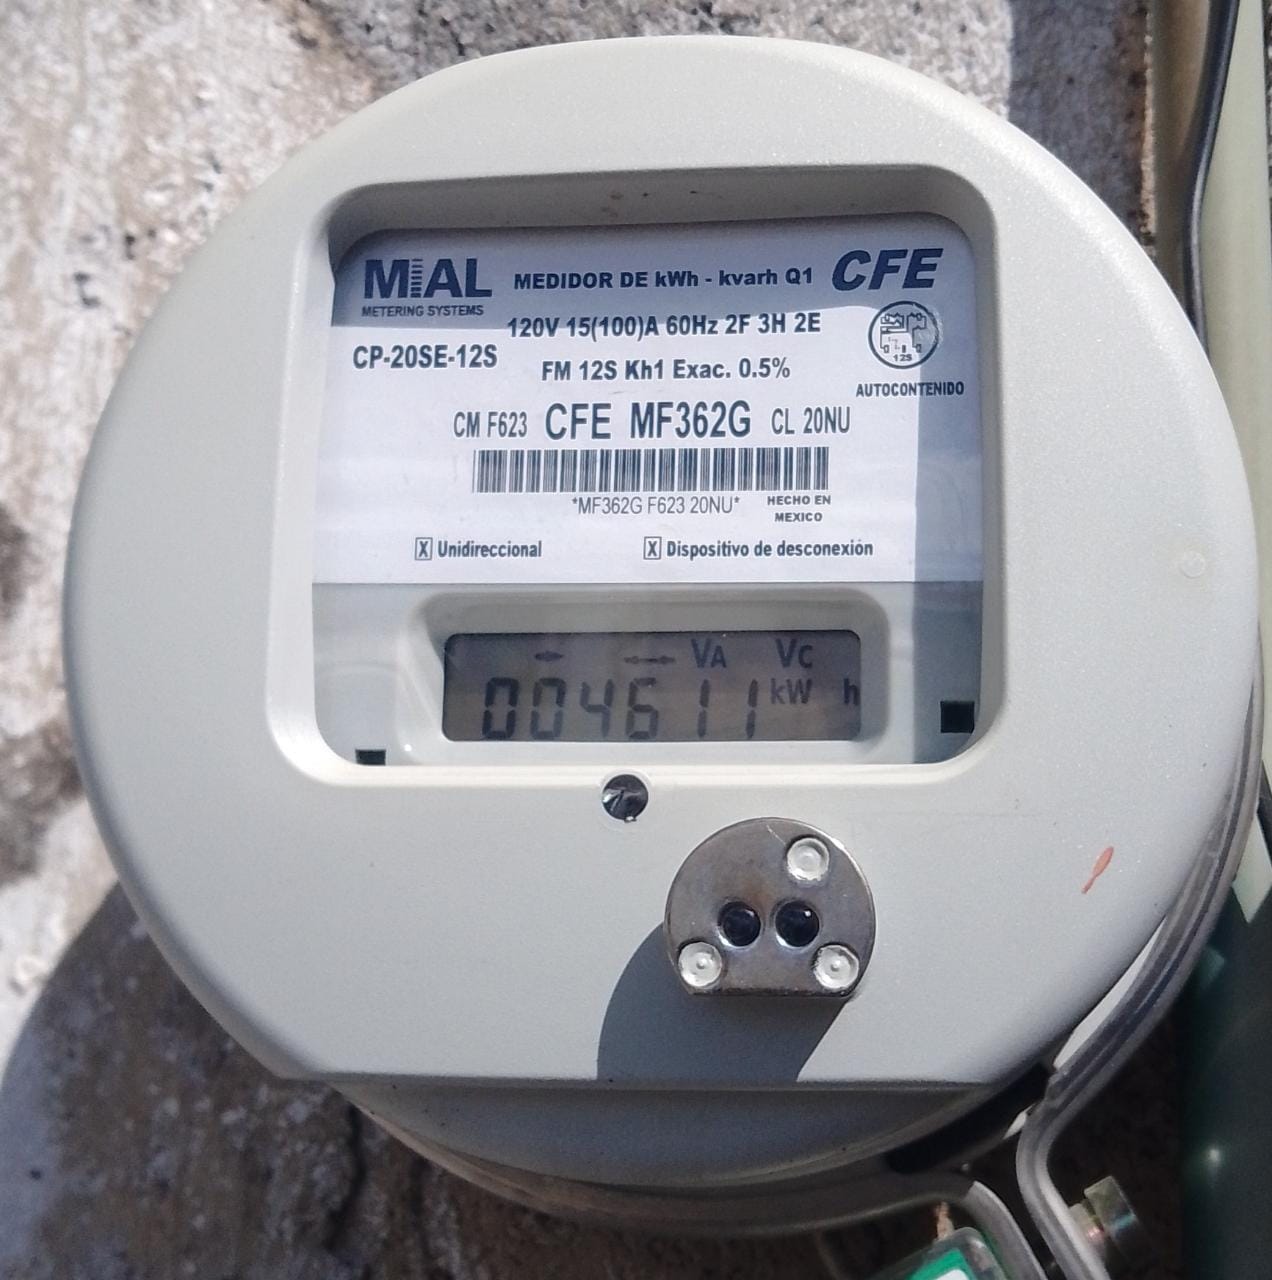 MIAL
METERING SYSTEMS
MEDIDOR DE kWh - kvarh Q1
CFE
120V 15(100)A 60Hz 2F 3H 2E
CP-20SE-12S
FM 12S Kh1 Exac. 0.5%
12S
AUTOCONTENIDO
CM F623 CFE MF362G CL 20NU
*MF362G F623 20NU*
HECHO EN
MEXICO
X Unidireccional
X Dispositivo de desconexión
VA VC
004611 kW h